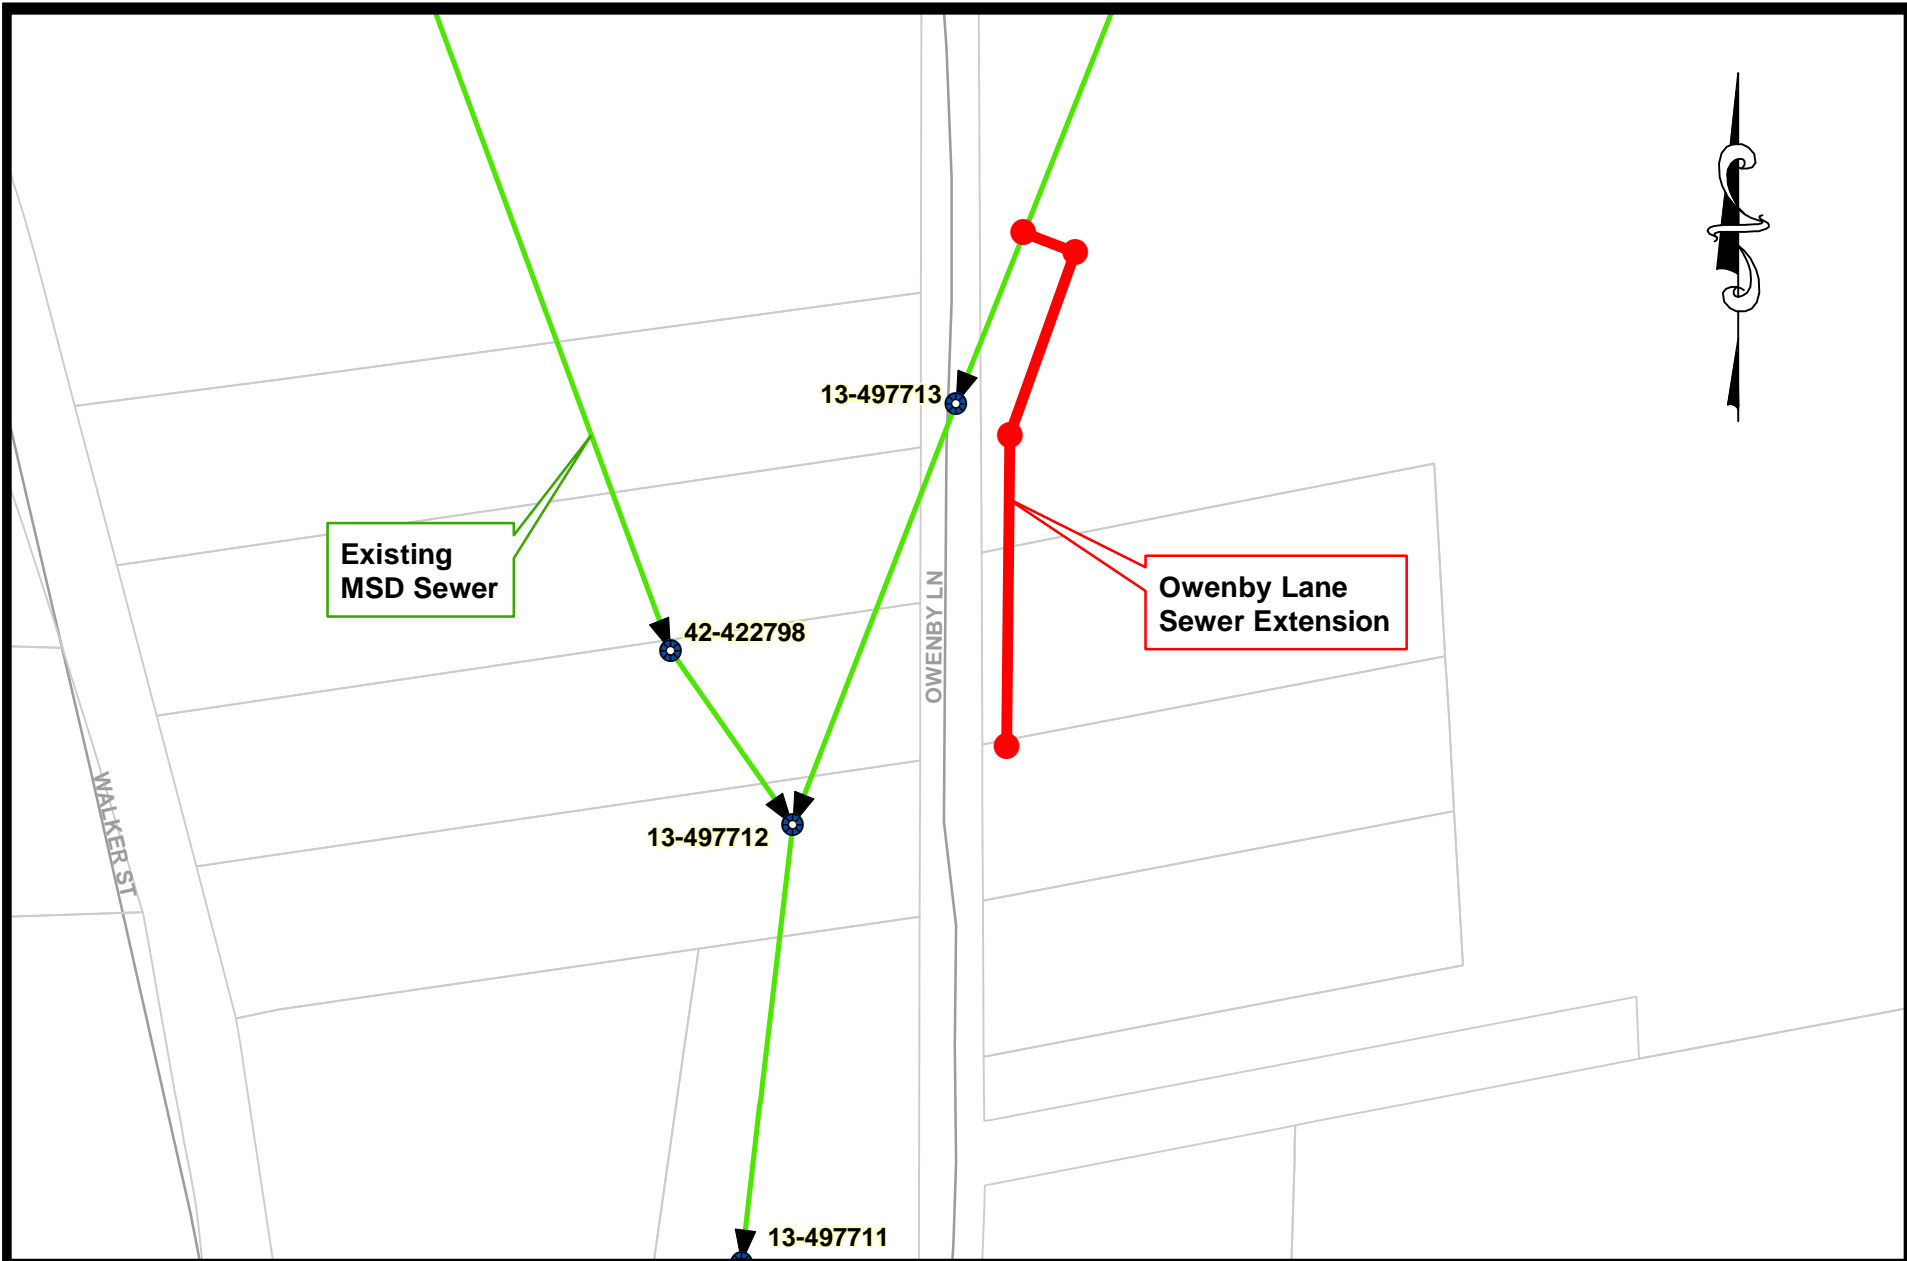 13-497713
Existing
MSD Sewer
Owenby Lane
Sewer Extension
OWENBY LN
42-422798
WALKER ST
13-497712
13-497711